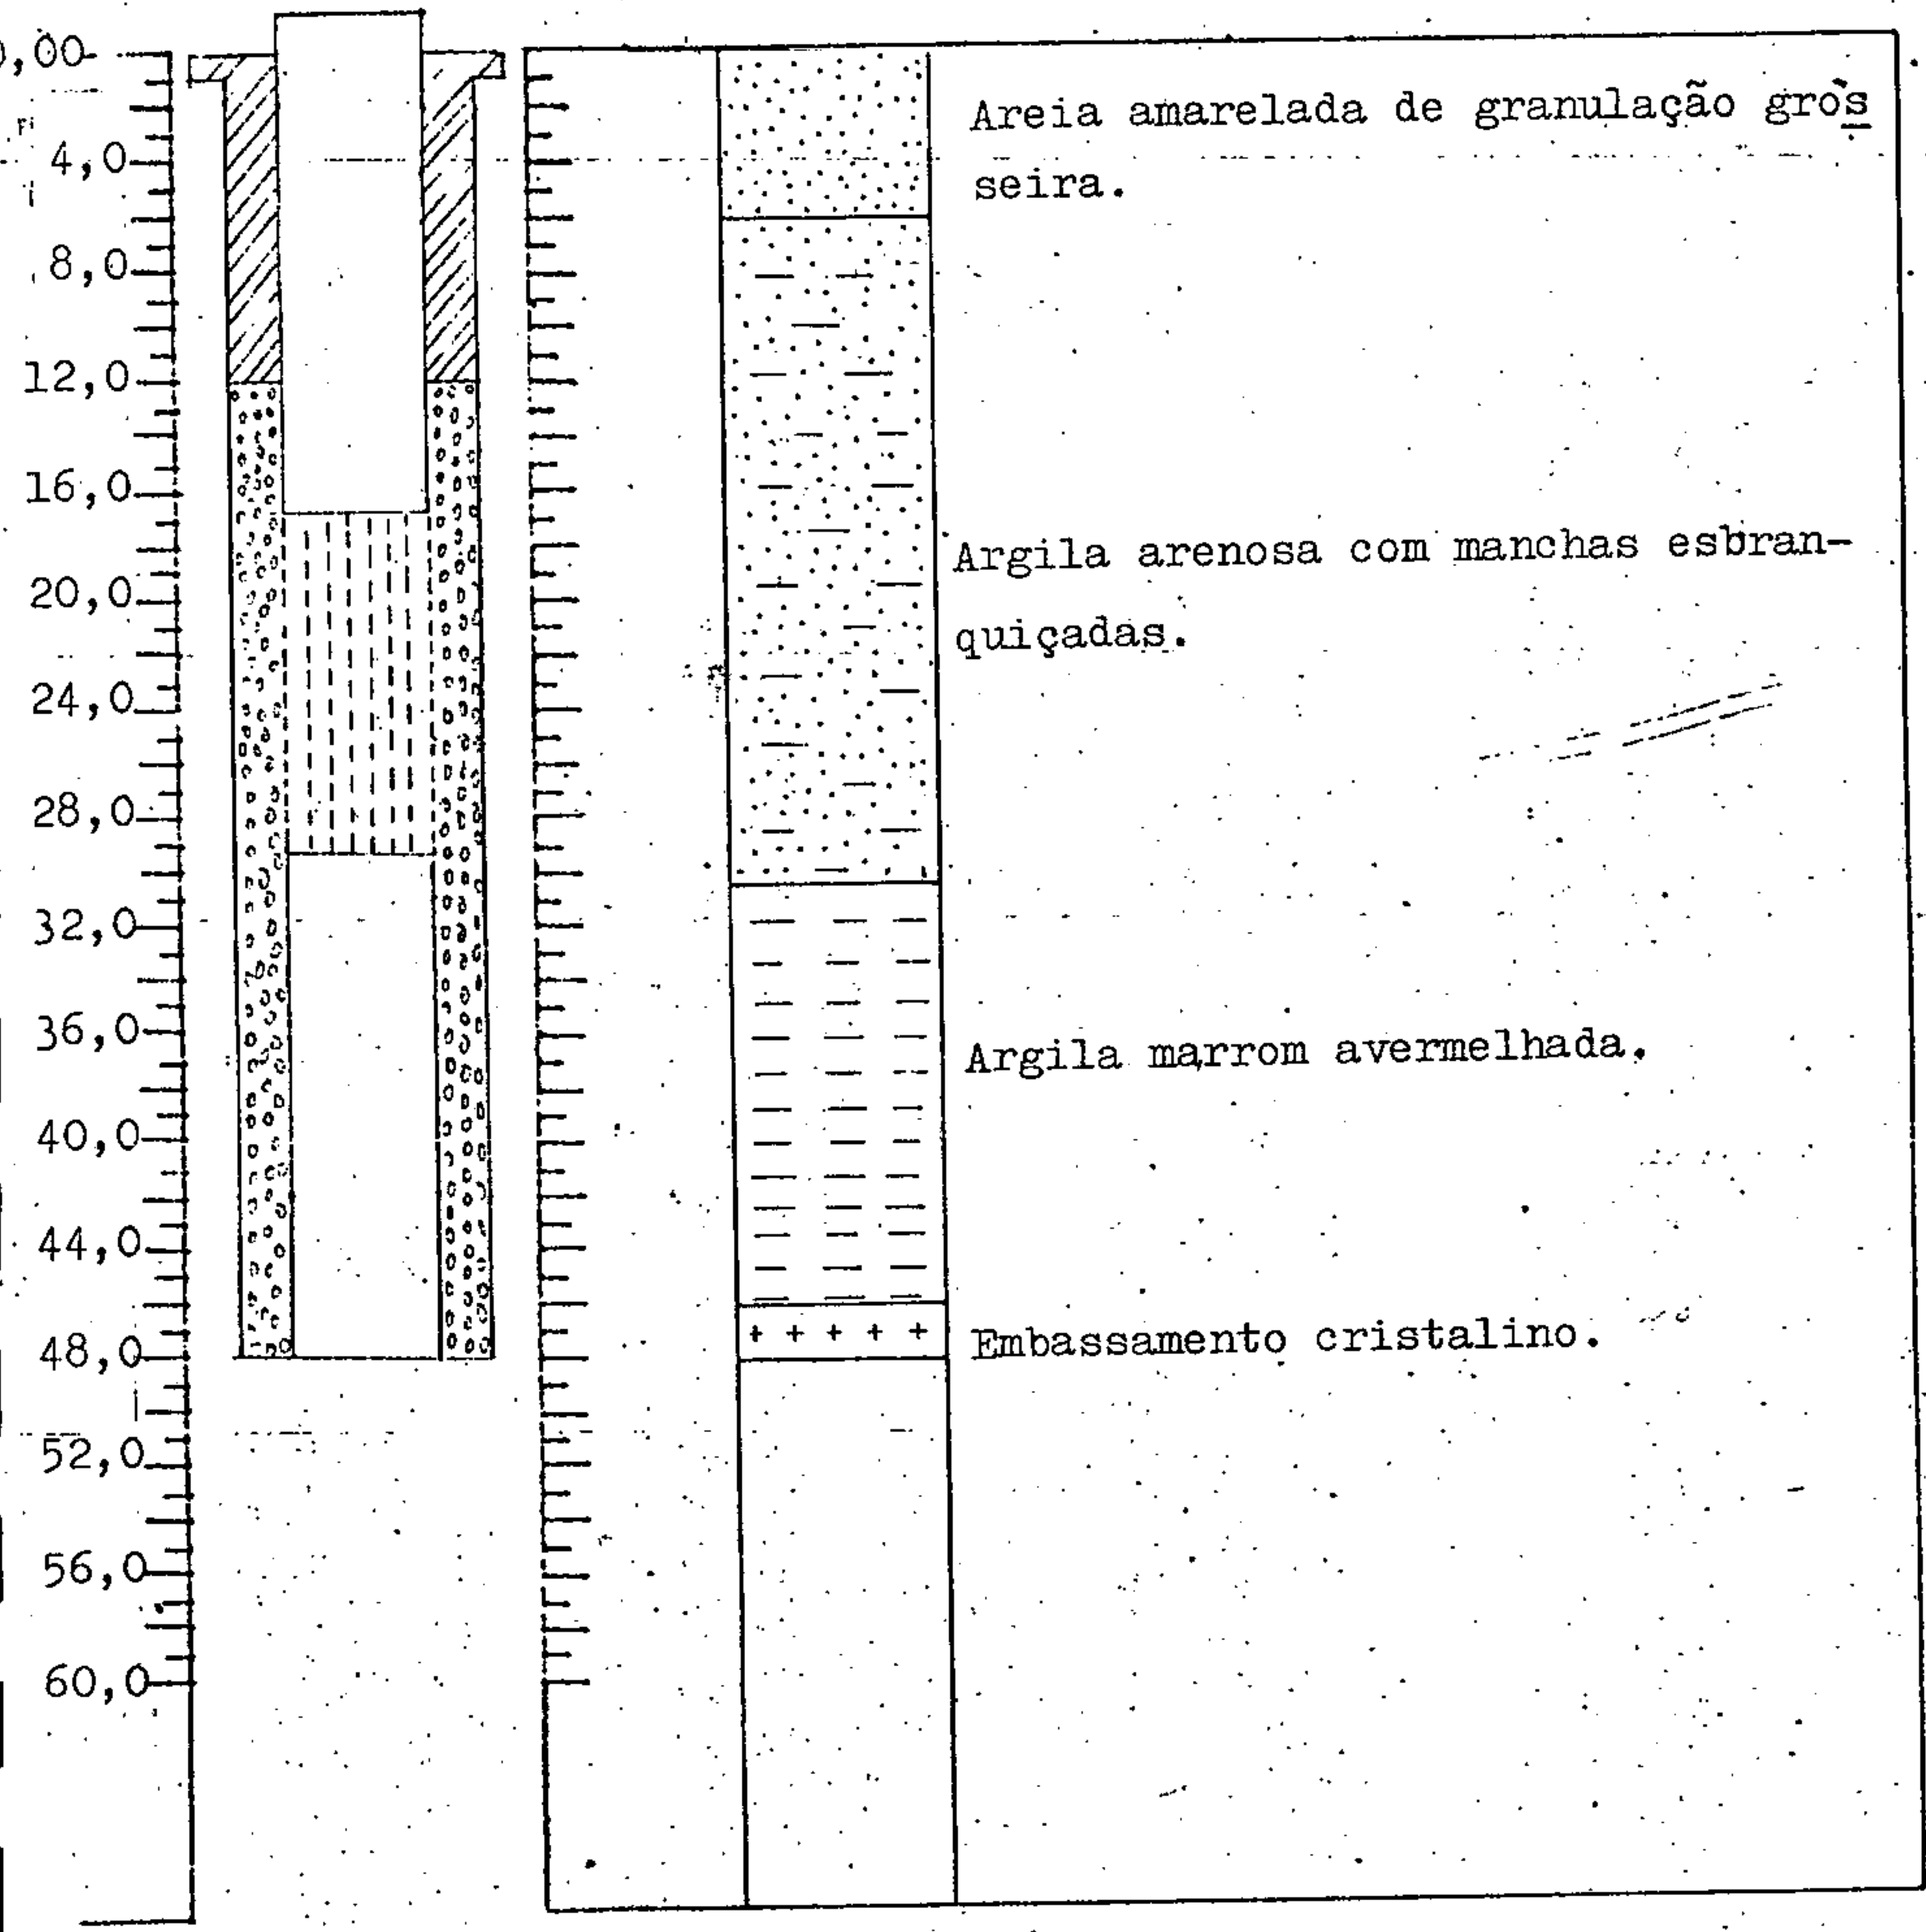 0,00
Areia amarelada de granulação gros
4,0
seira.
8,0
12,0
16,0
Argila arenosa com manchas esbran-
20,0
quiçadas.
24,0
28,0
32,0
36,0
Argila marrom avermelhada.
40,0
44,0
48,0
Embassamento cristalino.
52,0
56,0
60,0